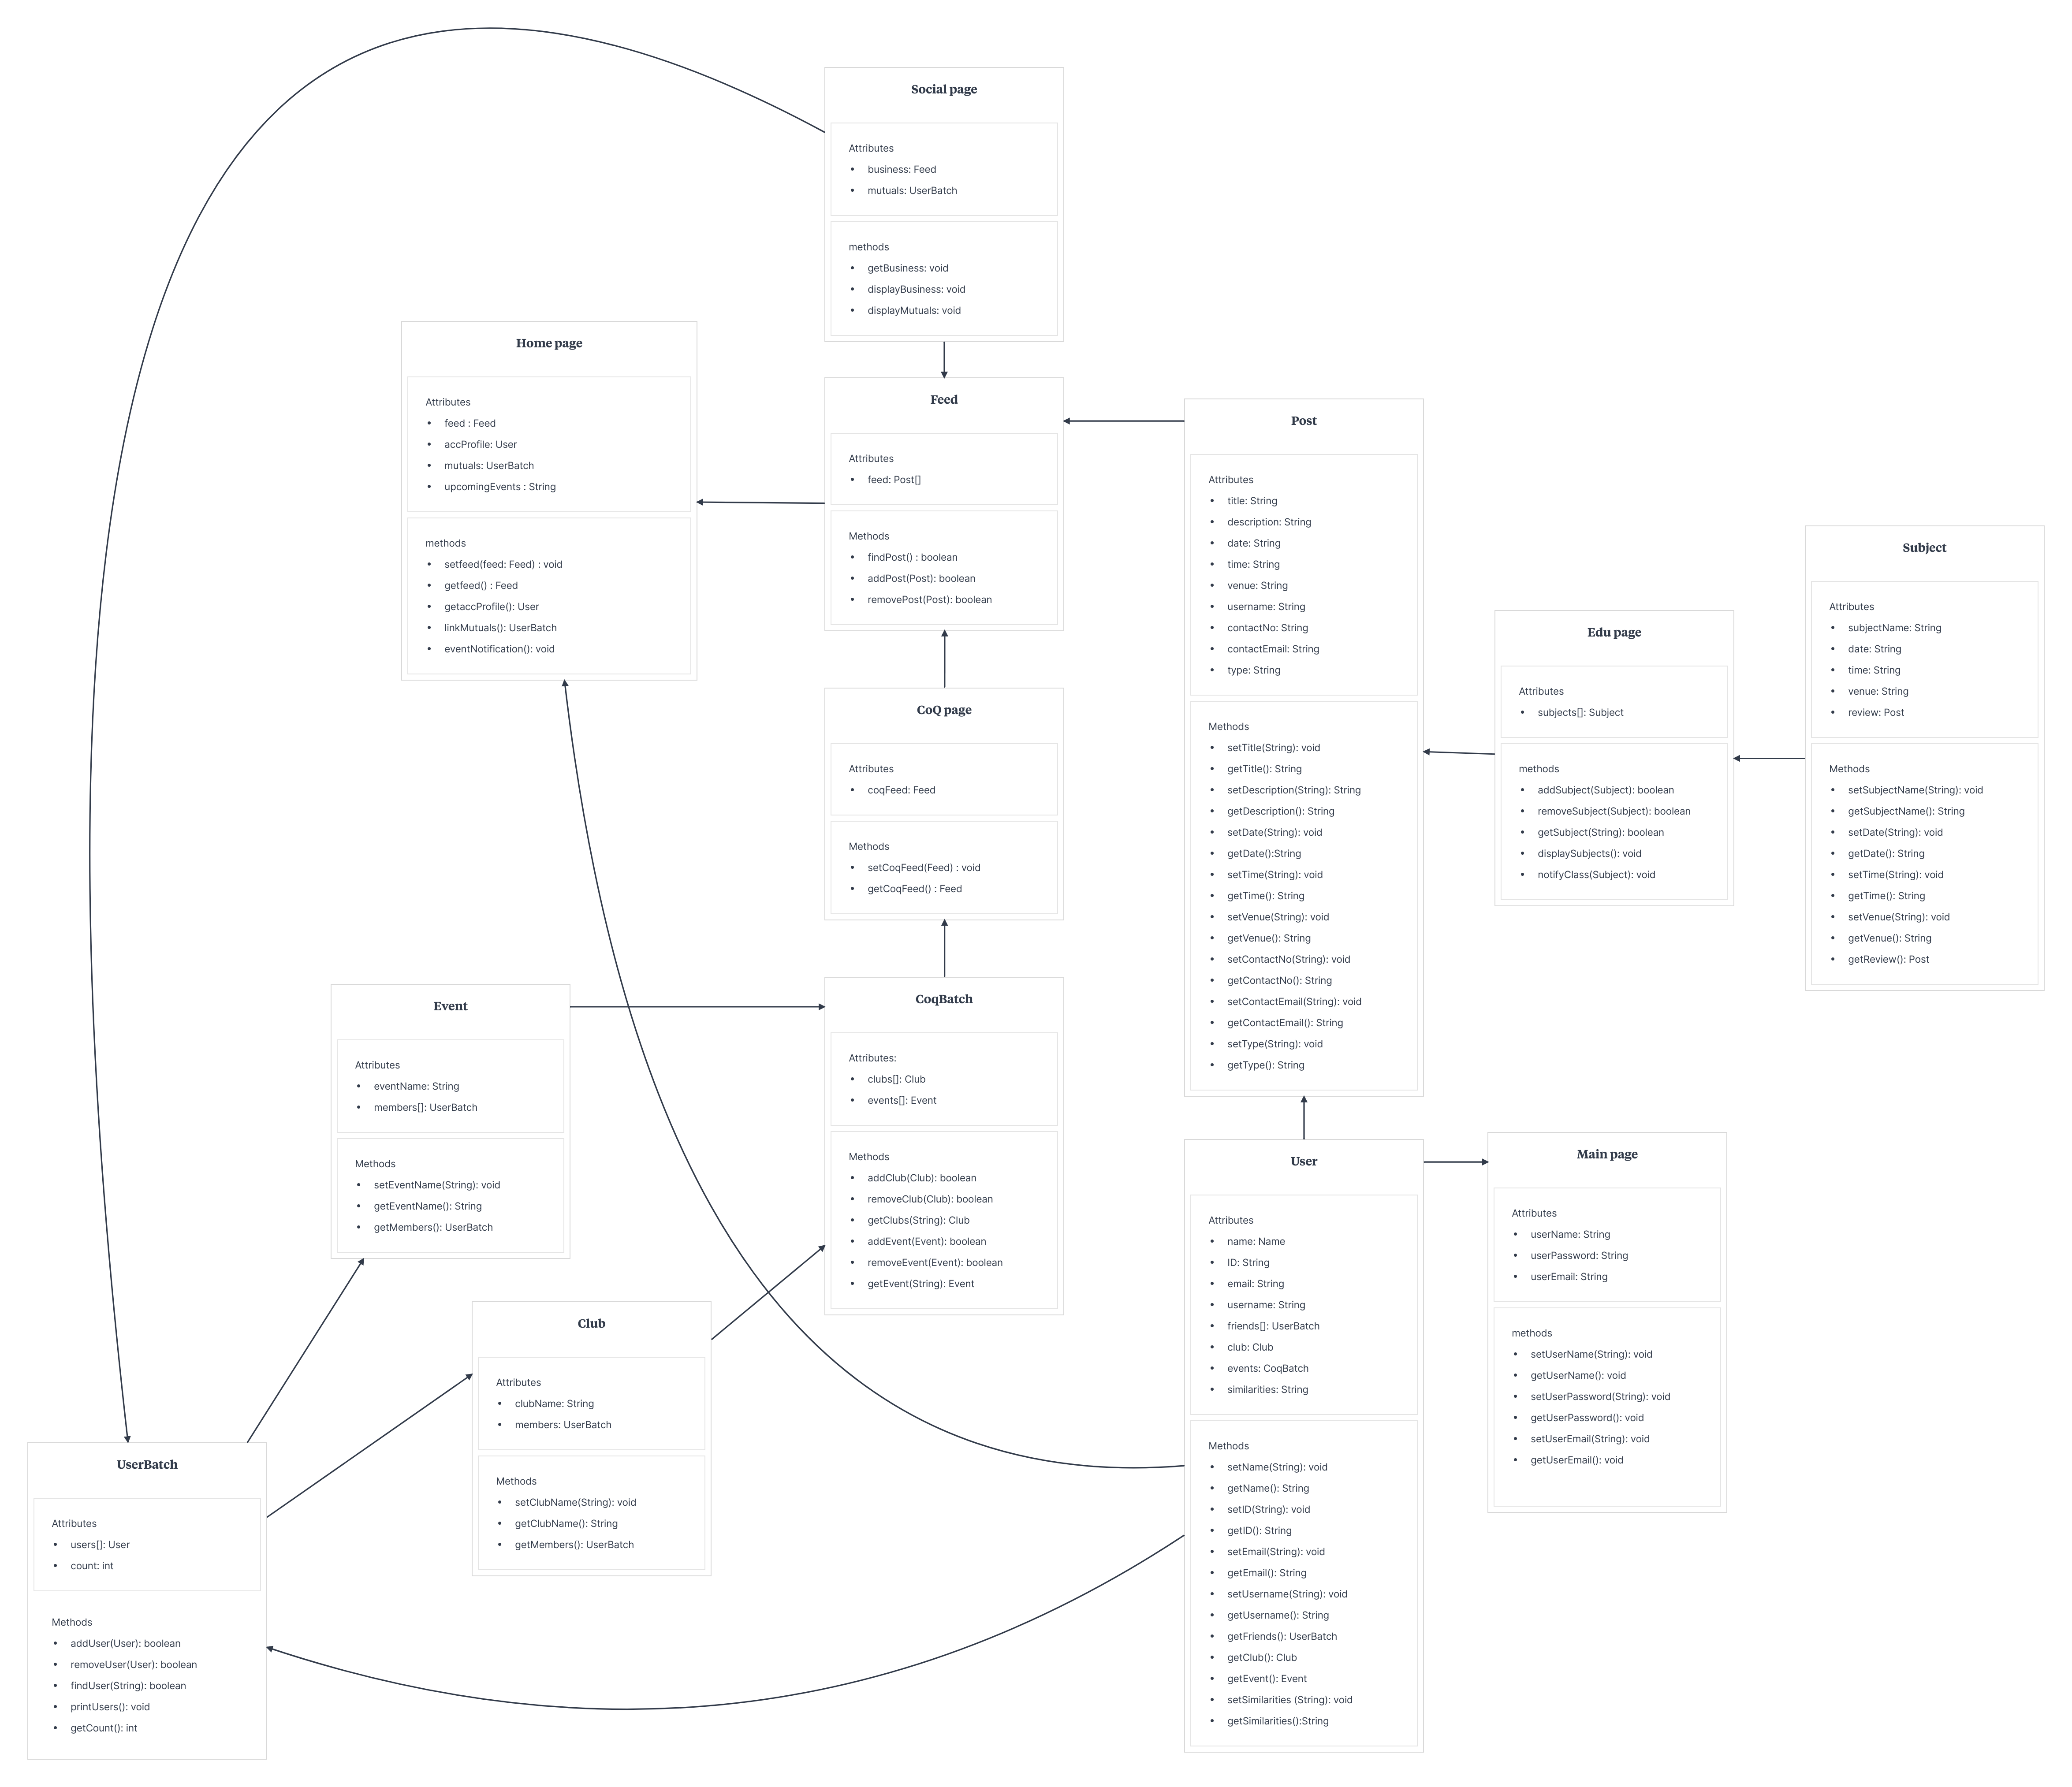 Social page
Attributes
• business: Feed
• mutuals: UserBatch
methods
• getBusiness: void
• displayBusiness: void
• displayMutuals: void
Home page
Attributes
• feed : Feed
• accProfile: User
• mutuals: UserBatch
• upcomingEvents : String
methods
• setfeed(feed: Feed) : void
• getfeed() : Feed
• getaccProfile(): User
• linkMutuals(): UserBatch
• eventNotification(): void
Feed
Attributes
• feed: Post[]
Methods
• findPost() : boolean
• addPost(Post): boolean
• removePost(Post): boolean
Post
Attributes
• title: String
• description: String
• date: String
• time: String
• venue: String
• username: String
• contactNo: String
• contactEmail: String
• type: String
Methods
• setTitle(String): void
• getTitle(): String
• setDescription(String): String
• getDescription(): String
• setDate(String): void
• getDate():String
• setTime(String): void
• getTime(): String
• setVenue(String): void
• getVenue(): String
• setContactNo(String): void
• getContactNo(): String
• setContactEmail(String): void
• getContactEmail(): String
• setType(String): void
• getType(): String
Edu page
Attributes
• subjects[]: Subject
methods
• addSubject(Subject): boolean
• removeSubject(Subject): boolean
• getSubject(String): boolean
• displaySubjects(): void
• notifyClass(Subject): void
Subject
Attributes
• subjectName: String
• date: String
• time: String
• venue: String
• review: Post
Methods
• setSubjectName(String): void
• getSubjectName(): String
• setDate(String): void
• getDate(): String
• setTime(String): void
• getTime(): String
• setVenue(String): void
• getVenue(): String
• getReview(): Post
CoQ page
Attributes
• coqFeed: Feed
Methods
• setCoqFeed(Feed) : void
• getCoqFeed() : Feed
Event
Attributes
• eventName: String
• members[]: UserBatch
Methods
• setEventName(String): void
• getEventName(): String
• getMembers(): UserBatch
CoqBatch
Attributes:
• clubs[]: Club
• events[]: Event
Methods
• addClub(Club): boolean
• removeClub(Club): boolean
• getClubs(String): Club
• addEvent(Event): boolean
• removeEvent(Event): boolean
• getEvent(String): Event
User
Attributes
• name: Name
• ID: String
• email: String
• username: String
• friends[]: UserBatch
• club: Club
• events: CoqBatch
• similarities: String
Methods
• setName(String): void
• getName(): String
• setID(String): void
• getID(): String
• setEmail(String): void
• getEmail(): String
• setUsername(String): void
• getUsername(): String
• getFriends(): UserBatch
• getClub(): Club
• getEvent(): Event
• setSimilarities (String): void
• getSimilarities():String
Main page
Attributes
• userName: String
• userPassword: String
• userEmail: String
methods
• setUserName(String): void
• getUserName(): void
• setUserPassword(String): void
• getUserPassword(): void
• setUserEmail(String): void
• getUserEmail(): void
Club
Attributes
• clubName: String
• members: UserBatch
Methods
• setClubName(String): void
• getClubName(): String
• getMembers(): UserBatch
UserBatch
Attributes
• users[]: User
• count: int
Methods
• addUser(User): boolean
• removeUser(User): boolean
• findUser(String): boolean
• printUsers(): void
• getCount(): int